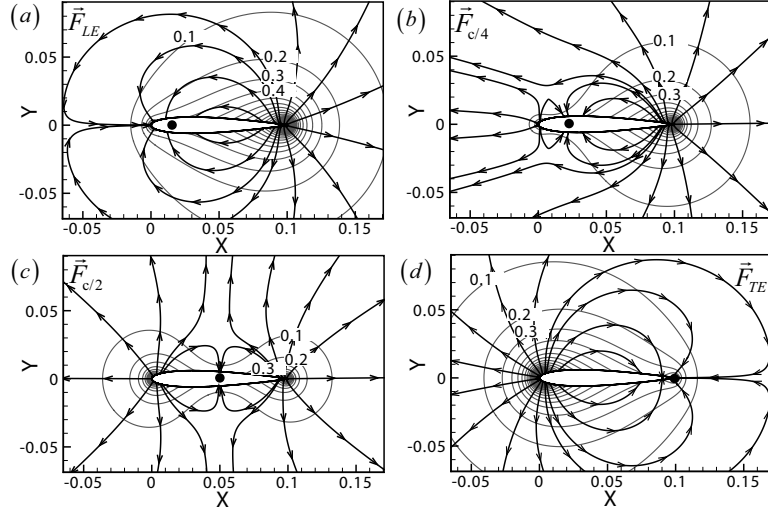 (a) F⃗LE 0.1 0.2 0.3 0.4
0.05
0
-0.05
Y
-0.05 0 0.05 0.1 0.15
X
(b) F⃗c/4 0.1 0.2 0.3
0.05
0
-0.05
Y
-0.05 0 0.05 0.1 0.15
X
(c) F⃗c/2 0.1 0.2 0.3
0.05
0
-0.05
Y
-0.05 0 0.05 0.1 0.15
X
(d) F⃗TE 0.1 0.2 0.3
0.05
0
-0.05
Y
-0.05 0 0.05 0.1 0.15
X